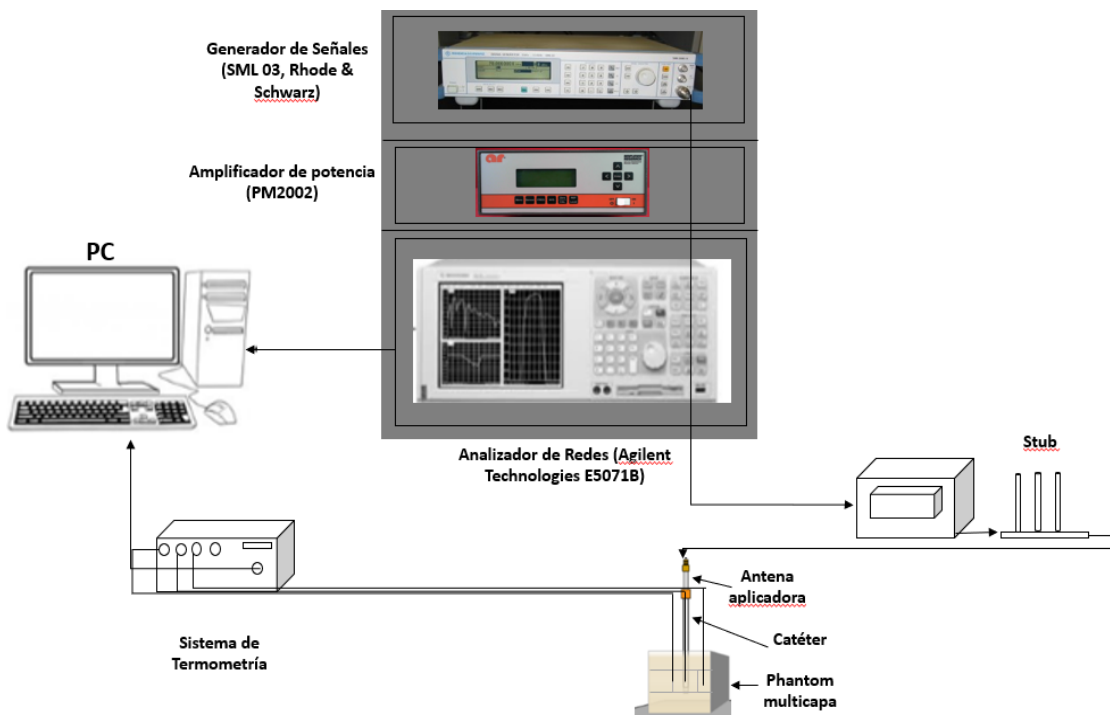 Generador de Señales
(SML 03, Rhode &
Schwarz)
Amplificador de potencia
(PM2002)
PC
Analizador de Redes (Agilent
Technologies E5071B)
Stub
Antena
aplicadora
Catéter
Sistema de
Termometría
Phantom
multicapa